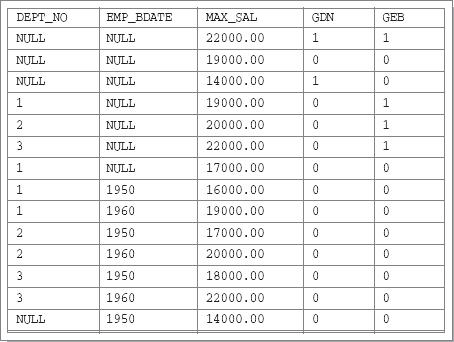 DEPT_NO EMP_BDATE MAX_SAL GDN GEB
NULL NULL 22000.00 1 1
NULL NULL 19000.00 0 0
NULL NULL 14000.00 1 0
1 NULL 19000.00 0 1
2 NULL 20000.00 0 1
3 NULL 22000.00 0 1
1 NULL 17000.00 0 0
1 1950 16000.00 0 0
1 1960 19000.00 0 0
2 1950 17000.00 0 0
2 1960 20000.00 0 0
3 1950 18000.00 0 0
3 1960 22000.00 0 0
NULL 1950 14000.00 0 0